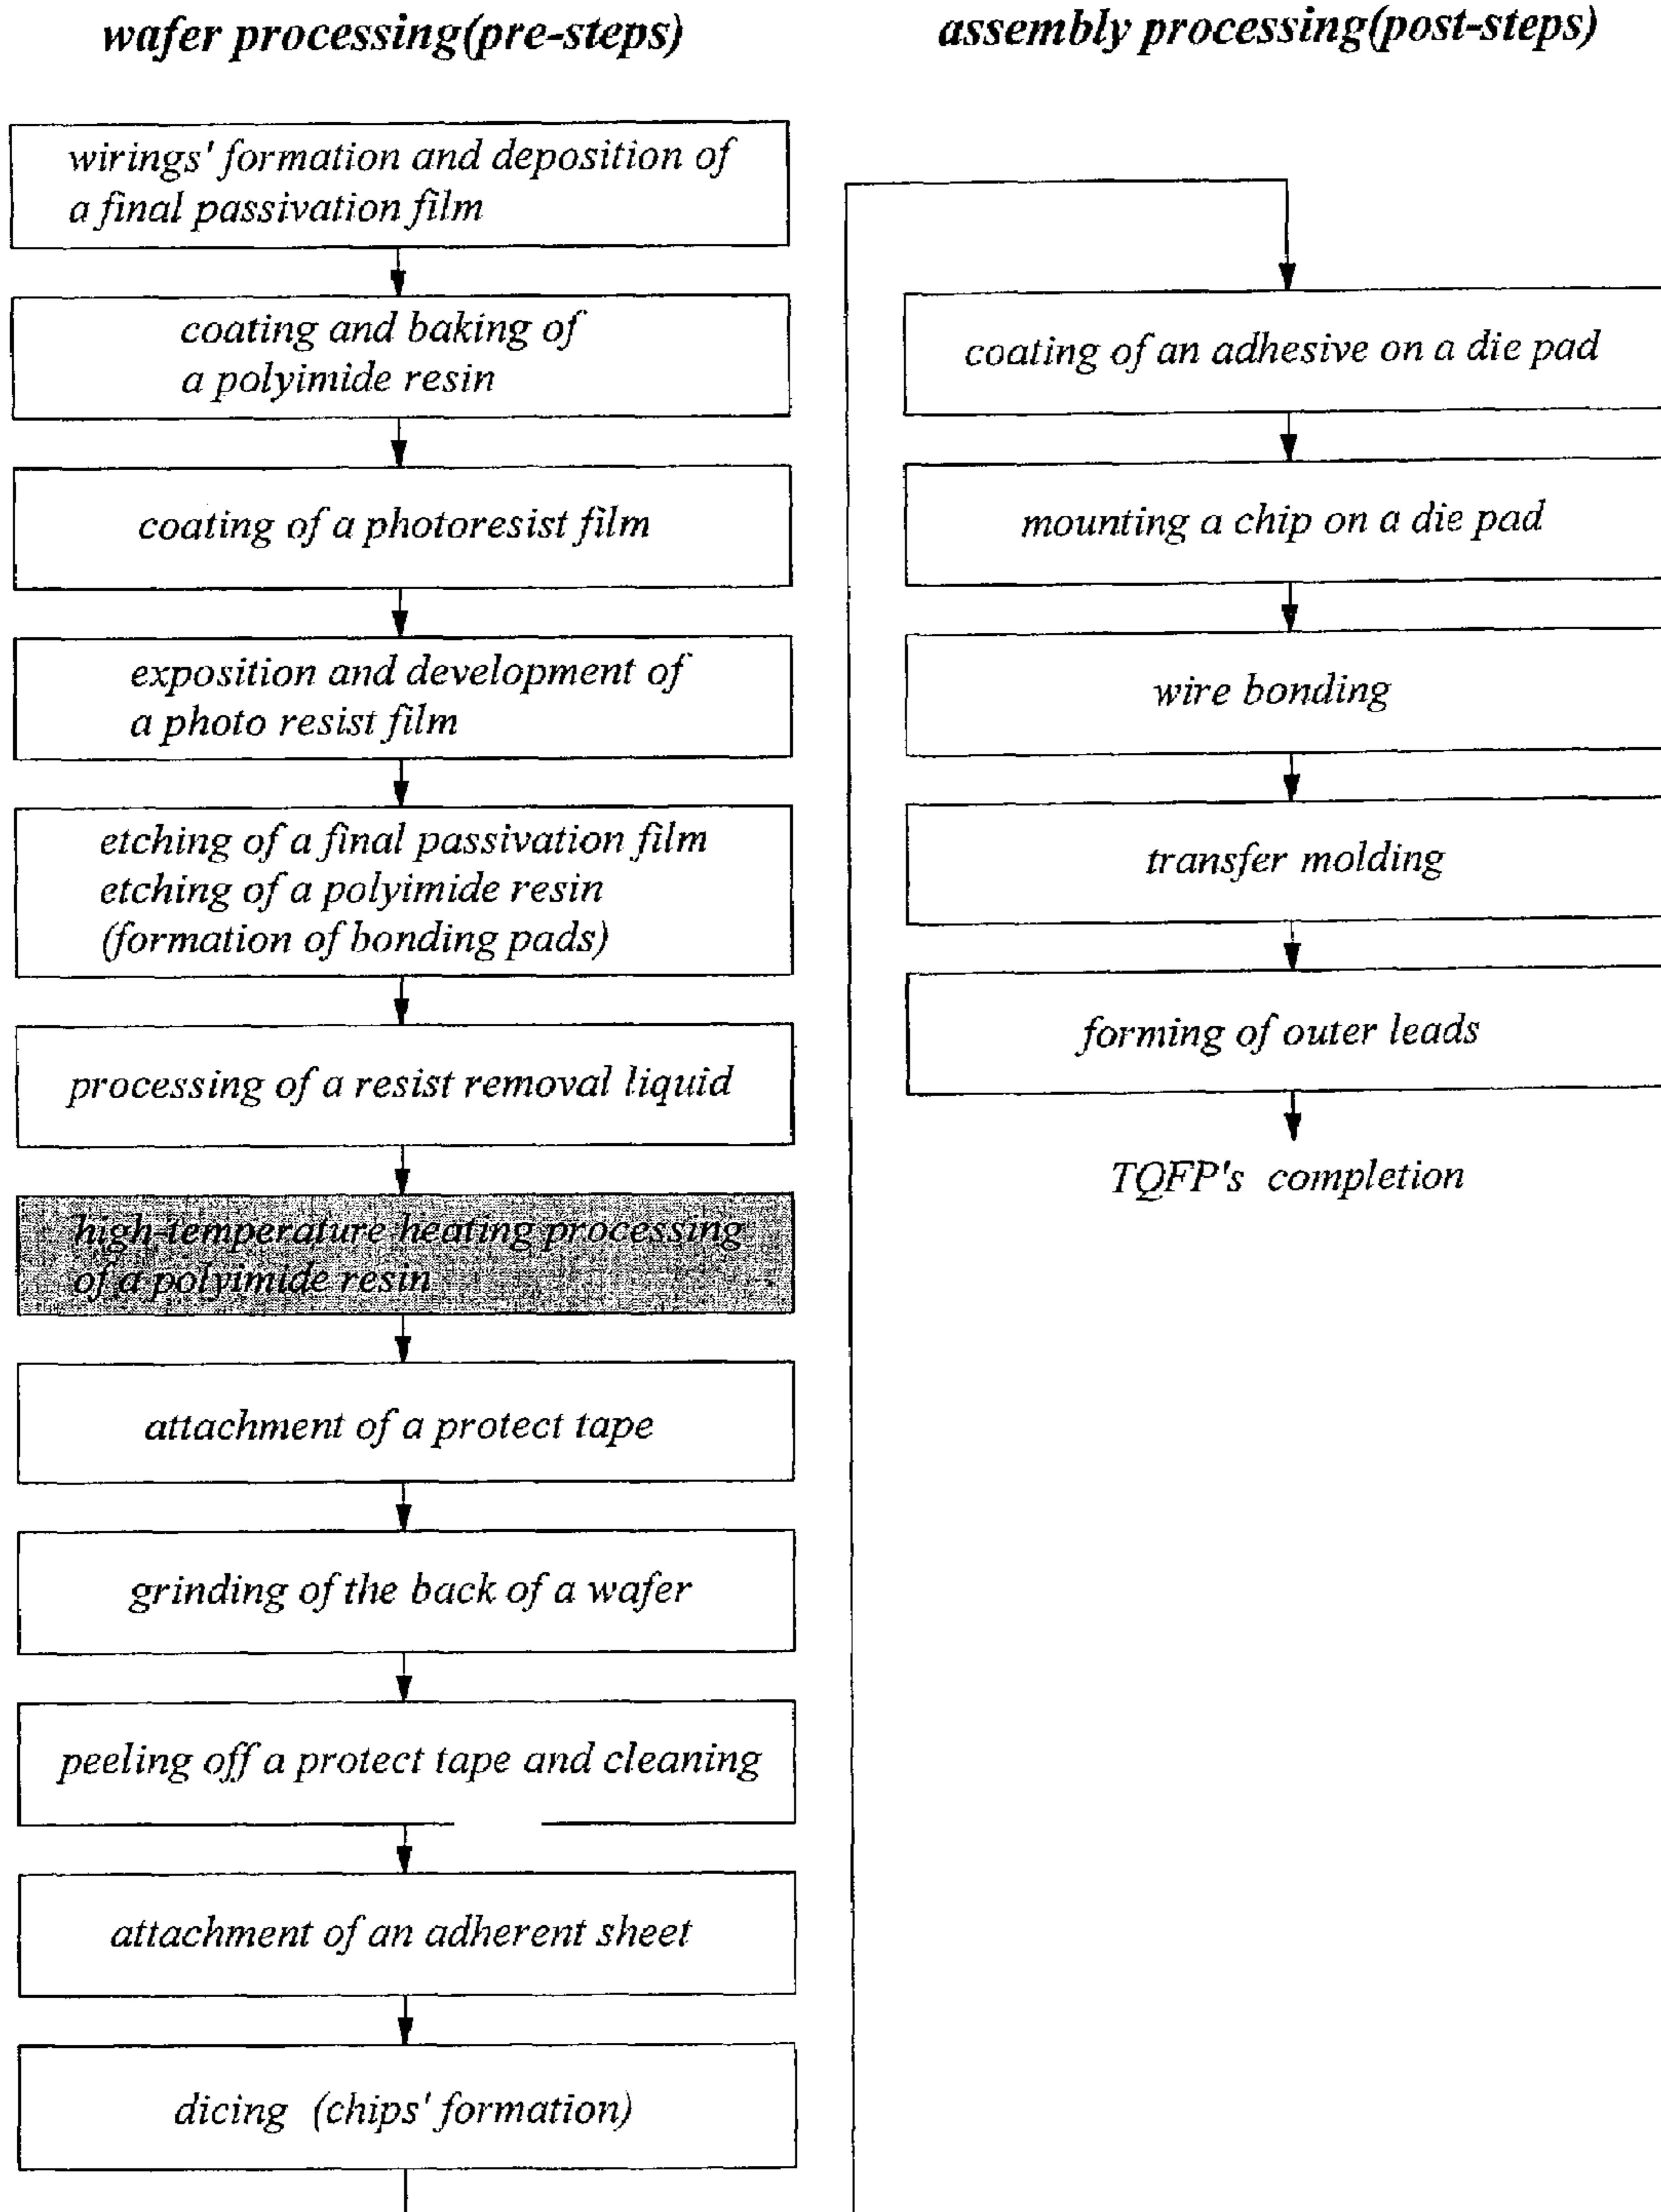 wafer processing(pre-steps)
wirings' formation and deposition of
a final passivation film
coating and baking of
a polyimide resin
coating of a photoresist film
exposition and development of
a photo resist film
etching of a final passivation film
etching of a polyimide resin
(formation of bonding pads)
processing of a resist removal liquid
high-temperature heating processing
of a polyimide resin
attachment of a protect tape
grinding of the back of a wafer
peeling off a protect tape and cleaning
attachment of an adherent sheet
dicing (chips' formation)
assembly processing(post-steps)
coating of an adhesive on a die pad
mounting a chip on a die pad
wire bonding
transfer molding
forming of outer leads
TQFP's completion